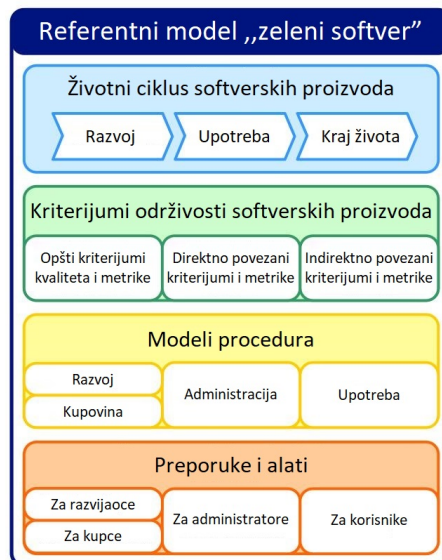 Referentni model ,,zeleni softver”
Životni ciklus softverskih proizvoda
Razvoj
Upotreba
Kraj života
Kriterijumi održivosti softverskih proizvoda
Opšti kriterijumi
kvaliteta i metrike
Direktno povezani
kriterijumi i metrike
Indirektno povezani
kriterijumi i metrike
Modeli procedura
Razvoj
Kupovina
Administracija
Upotreba
Preporuke i alati
Za razvijaoce
Za kupce
Za administratore
Za korisnike